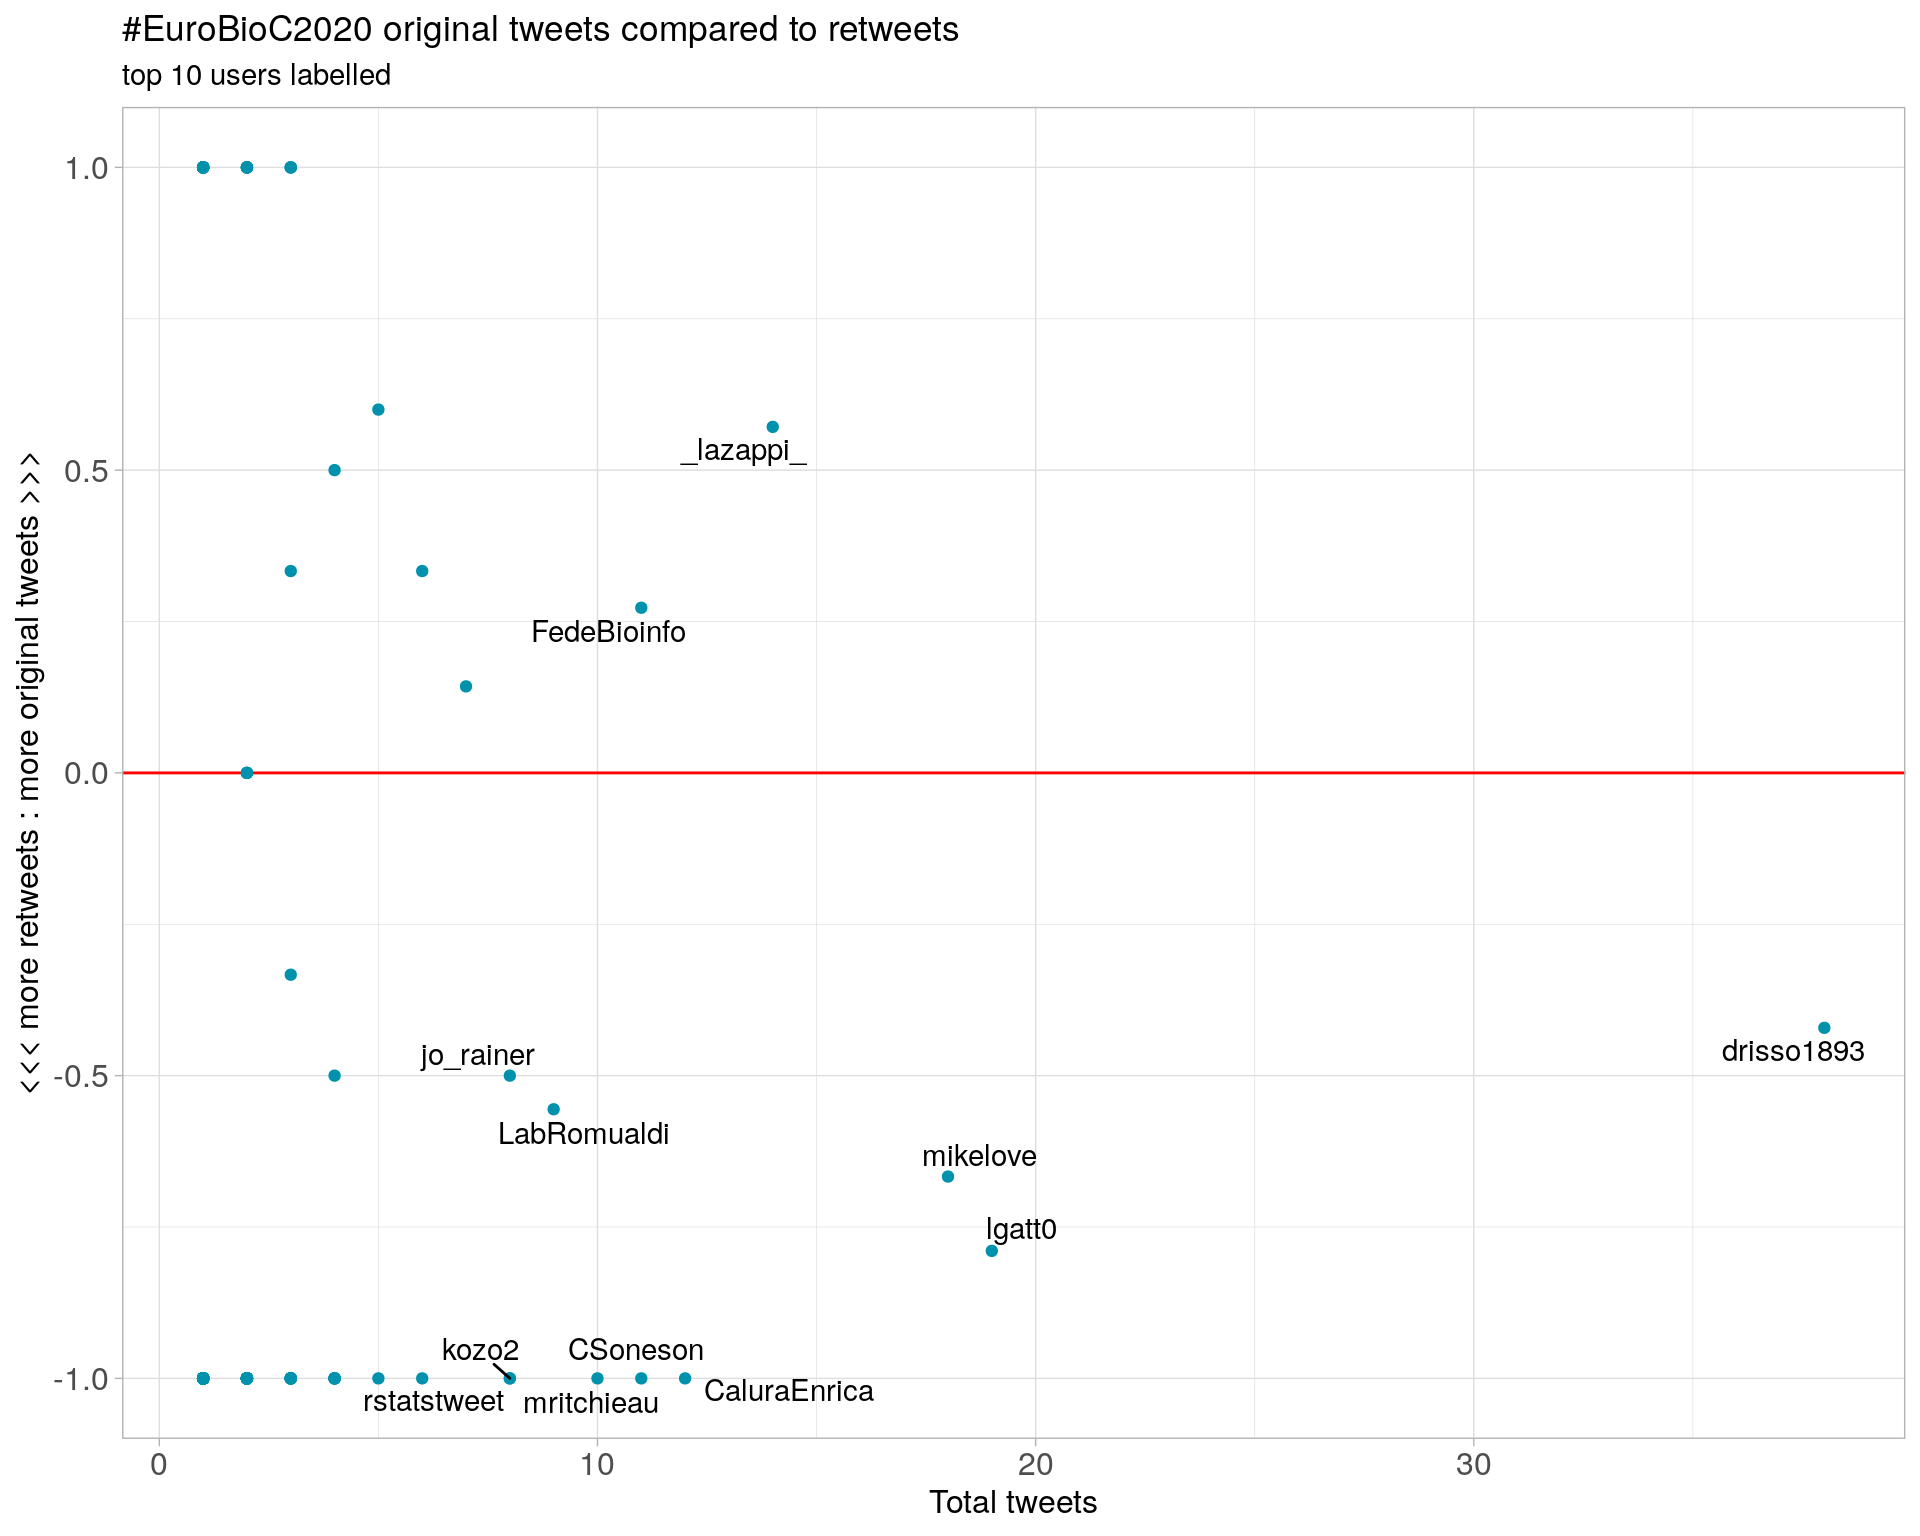 #EuroBioC2020 original tweets compared to retweets
top 10 users labelled
<<< more retweets : more original tweets >>>
1.0
0.5
0.0
-0.5
-1.0
_lazappi_
FedeBioinfo
drisso1893
jo_rainer
LabRomualdi
mikelove
lgatt0
kozo2
CSoneson
rstatstweet
mritchieau
CaluraEnrica
0
10
20
30
Total tweets